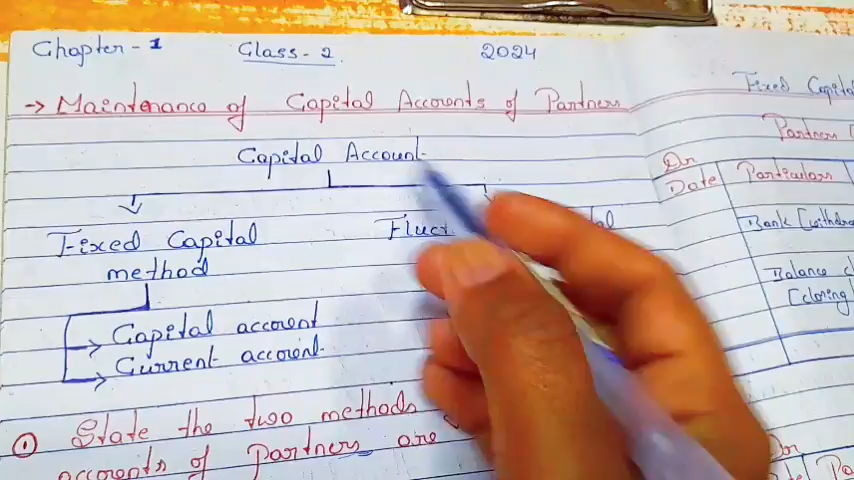 Chapter - 1 Class - 2. 2024
→ Maintenance of Capital Accounts of Partners
Capital Account
Fixed Capital
method
Capital account
Current account
① State the two methods
accounts of Partners are
Fixed Capital
Partners
Dr
Date Particulars
Bank [withdra
Balance c
[closing
Dr